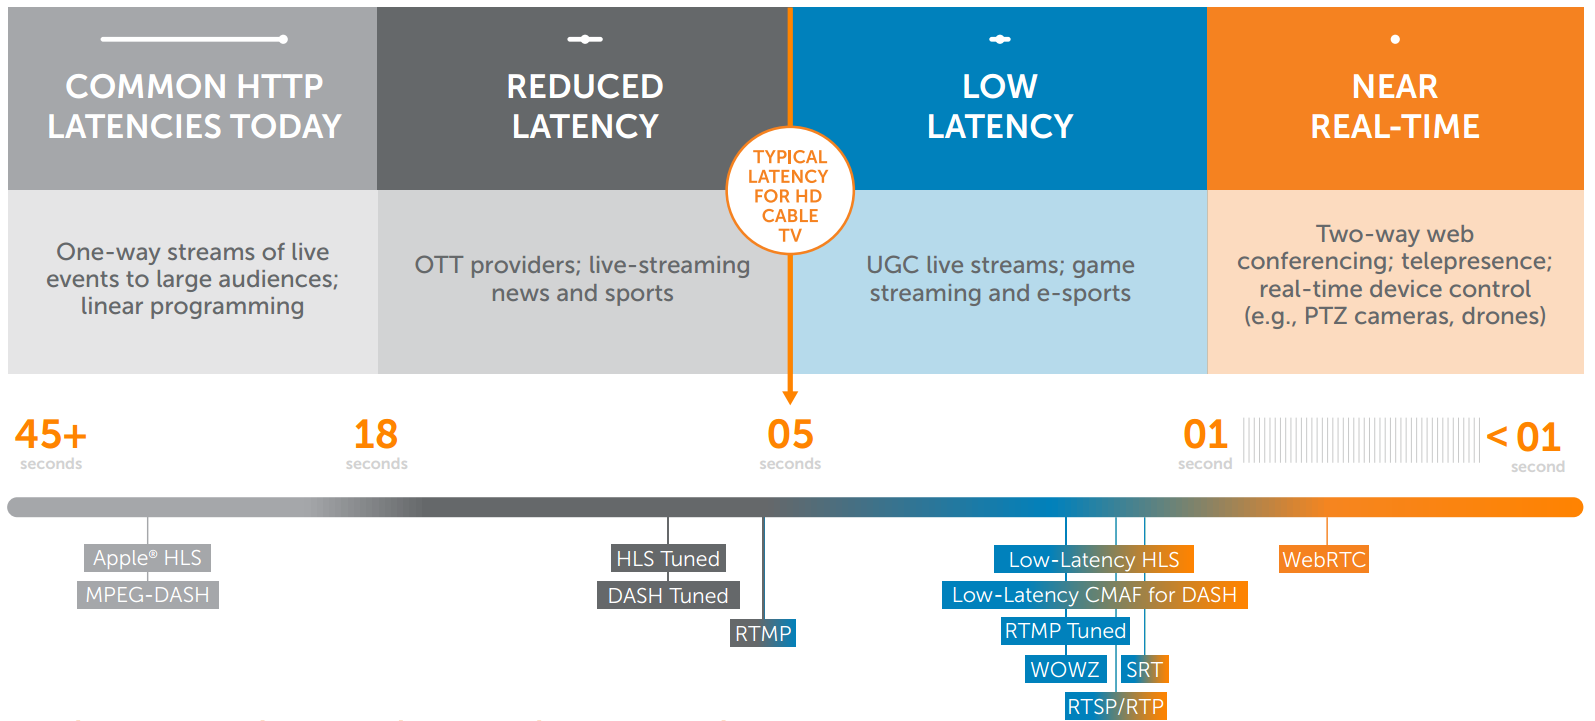 COMMON HTTP
LATENCIES TODAY
REDUCED
LATENCY
LOW
LATENCY
NEAR
REAL-TIME
TYPICAL
LATENCY
FOR HD
CABLE
TV
One-way streams of live
events to large audiences;
linear programming
OTT providers; live-streaming
news and sports
UGC live streams; game
streaming and e-sports
Two-way web
conferencing; telepresence;
real-time device control
(e.g., PTZ cameras, drones)
45+
seconds
18
seconds
05
seconds
01
second
< 01
second
Apple® HLS
MPEG-DASH
HLS Tuned
DASH Tuned
RTMP
Low-Latency HLS
Low-Latency CMAF for DASH
RTMP Tuned
WOWZ
SRT
RTSP/RTP
WebRTC